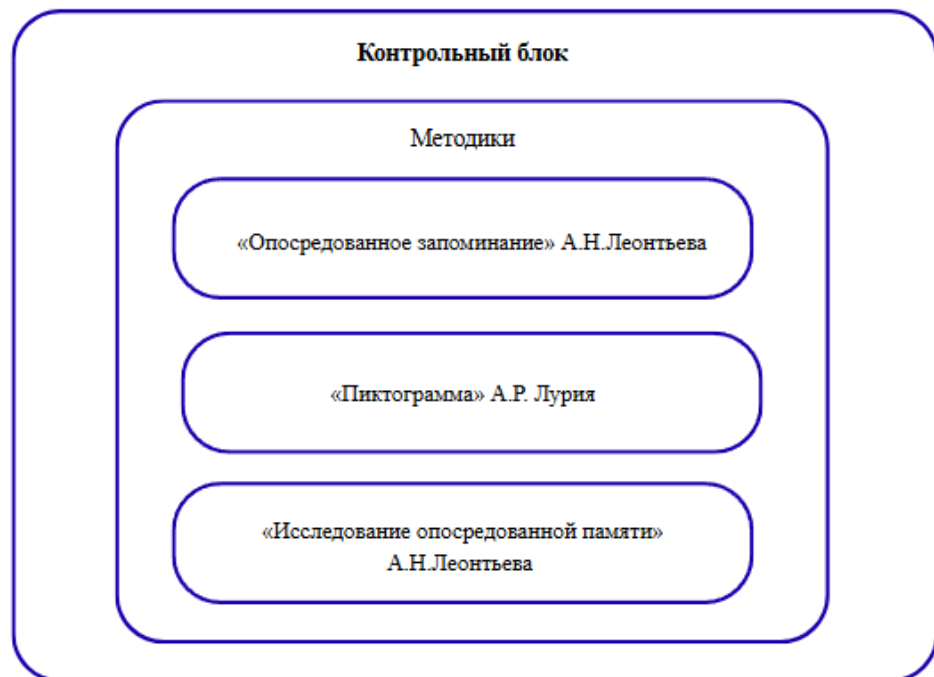 Контрольный блок
Методики
«Опосредованное запоминание» А.Н.Леонтьева
«Пиктограмма» А.Р. Лурия
«Исследование опосредованной памяти»
А.Н.Леонтьева